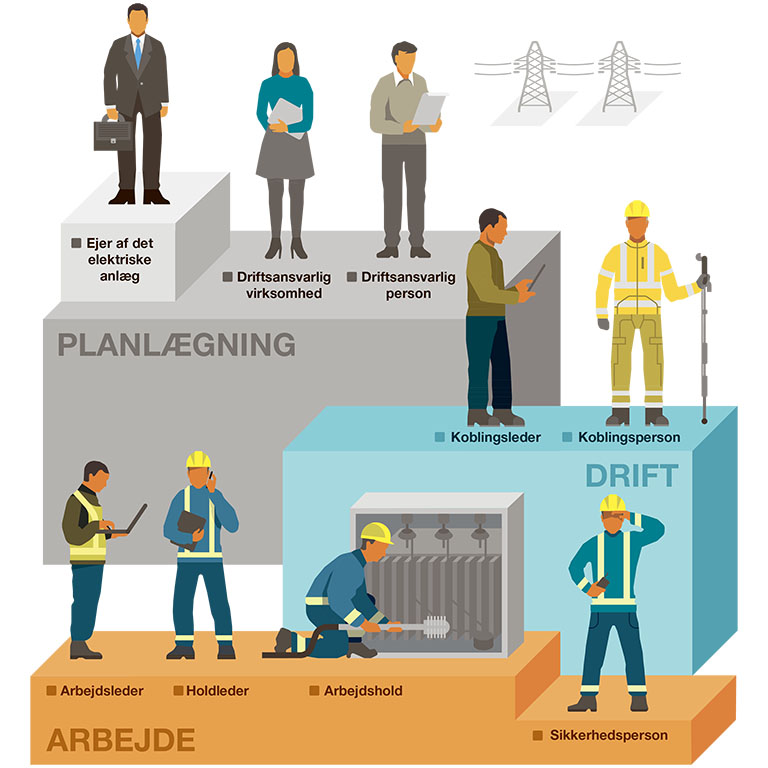 Ejer af det
elektriske
anlæg
Driftsansvarlig
virksomhed
Driftsansvarlig
person
PLANLÆGNING
Koblingsleder
Koblingsperson
DRIFT
Arbejdsleder
Holdleder
Arbejdshold
Sikkerhedsperson
ARBEJDE